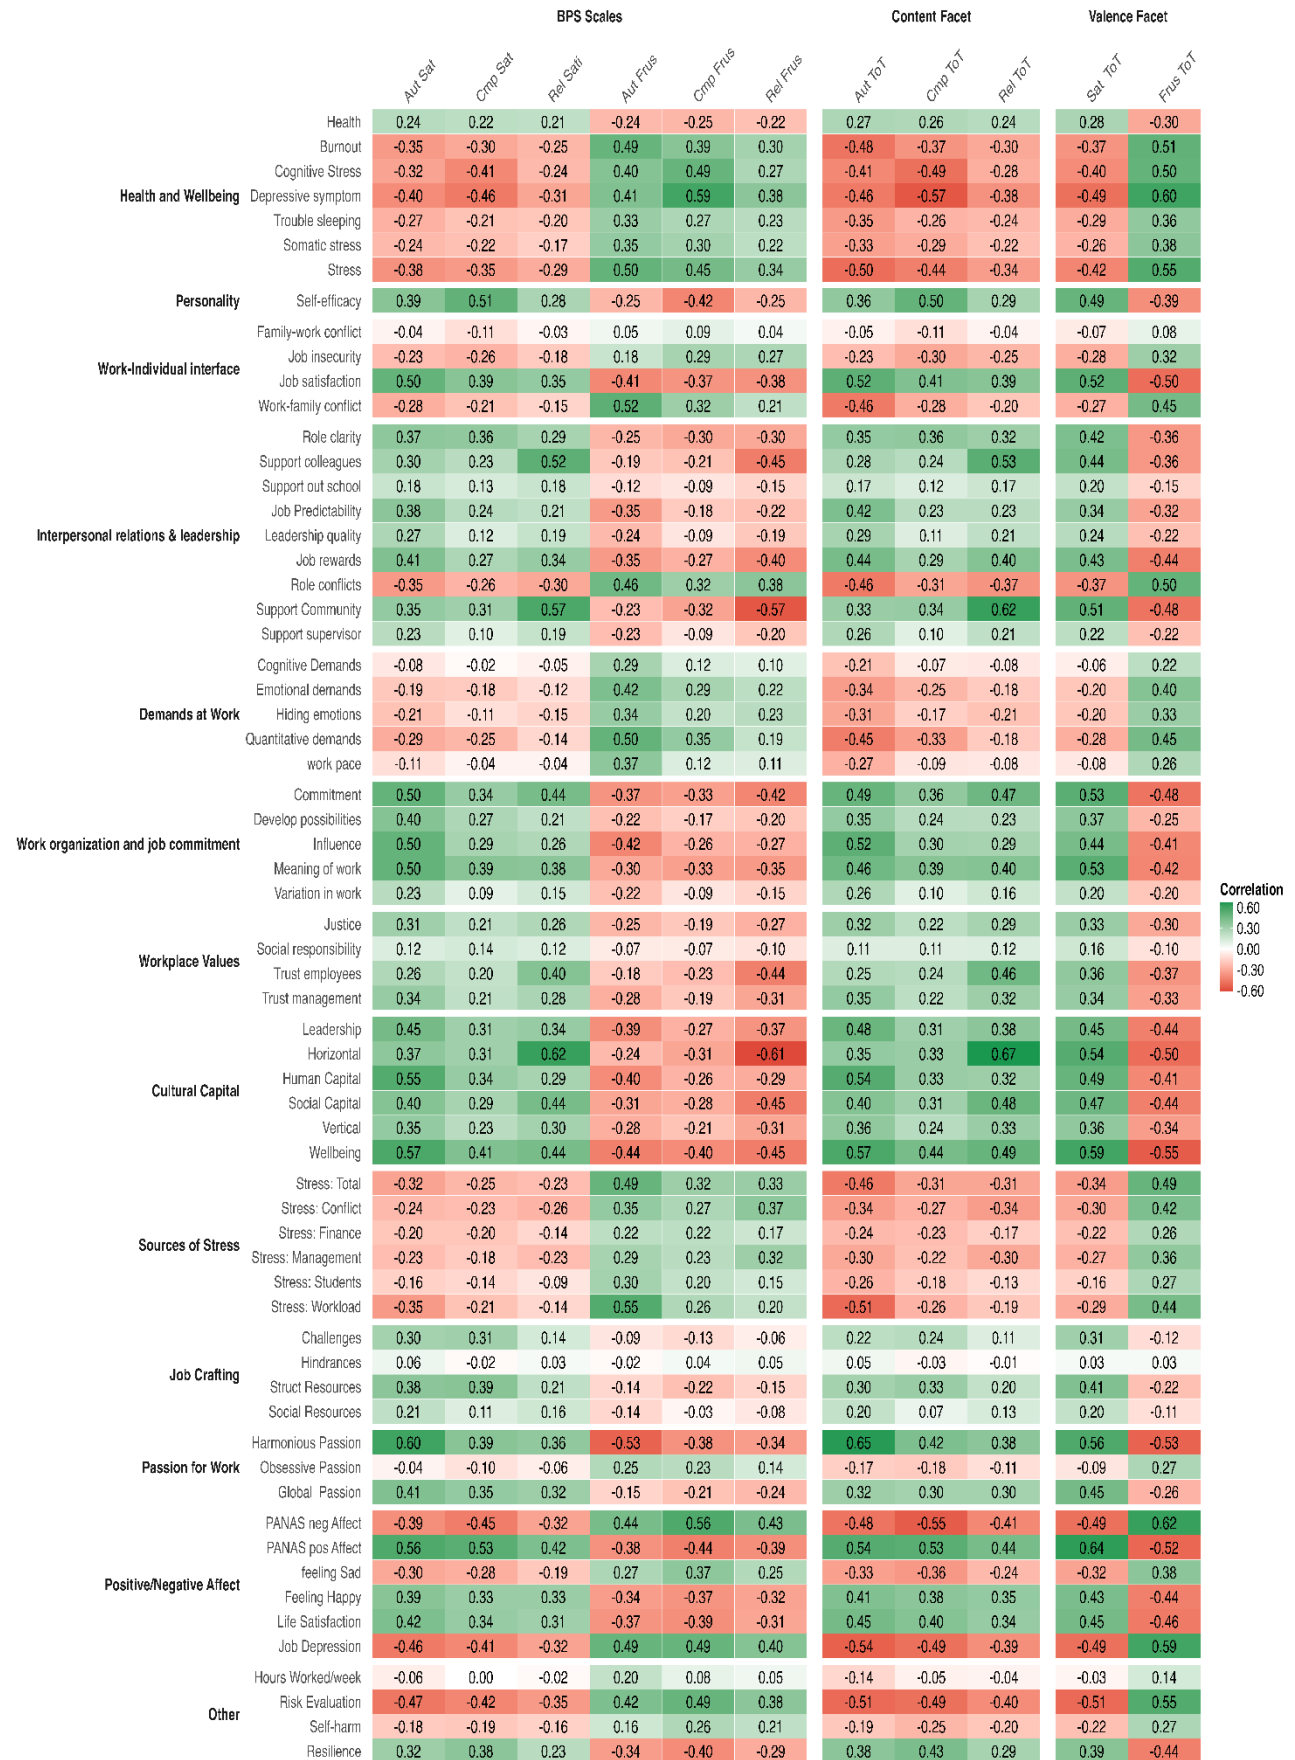 BPS Scales Content Facet Valence Facet
Aut Sat Cmp Sat Rel Sati Aut Frus Cmp Frus Rel Frus Aut ToT Cmp ToT Rel ToT Sat ToT Frus ToT
Health 0.24 0.22 0.21 -0.24 -0.25 -0.22 0.27 0.26 0.24 0.28 -0.30
Burnout -0.35 -0.30 -0.25 0.49 0.39 0.30 -0.48 -0.37 -0.30 -0.37 0.51
Cognitive Stress -0.32 -0.41 -0.24 0.40 0.49 0.27 -0.41 -0.49 -0.28 -0.40 0.50
Health and Wellbeing Depressive symptom -0.40 -0.46 -0.31 0.41 0.59 0.38 -0.46 -0.57 -0.38 -0.49 0.60
Trouble sleeping -0.27 -0.21 -0.20 0.33 0.27 0.23 -0.35 -0.26 -0.24 -0.29 0.36
Somatic stress -0.24 -0.22 -0.17 0.35 0.30 0.22 -0.33 -0.29 -0.22 -0.26 0.38
Stress -0.38 -0.35 -0.29 0.50 0.45 0.34 -0.50 -0.44 -0.34 -0.42 0.55
Personality Self-efficacy 0.39 0.51 0.28 -0.25 -0.42 -0.25 0.36 0.50 0.29 0.49 -0.39
Family-work conflict -0.04 -0.11 -0.03 0.05 0.09 0.04 -0.05 -0.11 -0.04 -0.07 0.08
Job insecurity -0.23 -0.26 -0.18 0.18 0.29 0.27 -0.23 -0.30 -0.25 -0.28 0.32
Work-Individual interface
Job satisfaction 0.50 0.39 0.35 -0.41 -0.37 -0.38 0.52 0.41 0.39 0.52 -0.50
Work-family conflict -0.28 -0.21 -0.15 0.52 0.32 0.21 -0.46 -0.28 -0.20 -0.27 0.45
Role clarity 0.37 0.36 0.29 -0.25 -0.30 -0.30 0.35 0.36 0.32 0.42 -0.36
Support colleagues 0.30 0.23 0.52 -0.19 -0.21 -0.45 0.28 0.24 0.53 0.44 -0.36
Support out school 0.18 0.13 0.18 -0.12 -0.09 -0.15 0.17 0.12 0.17 0.20 -0.15
Job Predictability 0.38 0.24 0.21 -0.35 -0.18 -0.22 0.42 0.23 0.23 0.34 -0.32
Interpersonal relations & leadership Leadership quality 0.27 0.12 0.19 -0.24 -0.09 -0.19 0.29 0.11 0.21 0.24 -0.22
Job rewards 0.41 0.27 0.34 -0.35 -0.27 -0.40 0.44 0.29 0.40 0.43 -0.44
Role conflicts -0.35 -0.26 -0.30 0.46 0.32 0.38 -0.46 -0.31 -0.37 -0.37 0.50
Support Community 0.35 0.31 0.57 -0.23 -0.32 -0.57 0.33 0.34 0.62 0.51 -0.48
Support supervisor 0.23 0.10 0.19 -0.23 -0.09 -0.20 0.26 0.10 0.21 0.22 -0.22
Cognitive Demands -0.08 -0.02 -0.05 0.29 0.12 0.10 -0.21 -0.07 -0.08 -0.06 0.22
Emotional demands -0.19 -0.18 -0.12 0.42 0.29 0.22 -0.34 -0.25 -0.18 -0.20 0.40
Demands at Work Hiding emotions -0.21 -0.11 -0.15 0.34 0.20 0.23 -0.31 -0.17 -0.21 -0.20 0.33
Quantitative demands -0.29 -0.25 -0.14 0.50 0.35 0.19 -0.45 -0.33 -0.18 -0.28 0.45
work pace -0.11 -0.04 -0.04 0.37 0.12 0.11 -0.27 -0.09 -0.08 -0.08 0.26
Commitment 0.50 0.34 0.44 -0.37 -0.33 -0.42 0.49 0.36 0.47 0.53 -0.48
Develop possibilities 0.40 0.27 0.21 -0.22 -0.17 -0.20 0.35 0.24 0.23 0.37 -0.25
Work organization and job commitment Influence 0.50 0.29 0.26 -0.42 -0.26 -0.27 0.52 0.30 0.29 0.44 -0.41
Meaning of work 0.50 0.39 0.38 -0.30 -0.33 -0.35 0.46 0.39 0.40 0.53 -0.42
Variation in work 0.23 0.09 0.15 -0.22 -0.09 -0.15 0.26 0.10 0.16 0.20 -0.20
Correlation
0.60
0.30
0.00
-0.30
-0.60
Justice 0.31 0.21 0.26 -0.25 -0.19 -0.27 0.32 0.22 0.29 0.33 -0.30
Social responsibility 0.12 0.14 0.12 -0.07 -0.07 -0.10 0.11 0.11 0.12 0.16 -0.10
Workplace Values
Trust employees 0.26 0.20 0.40 -0.18 -0.23 -0.44 0.25 0.24 0.46 0.36 -0.37
Trust management 0.34 0.21 0.28 -0.28 -0.19 -0.31 0.35 0.22 0.32 0.34 -0.33
Leadership 0.45 0.31 0.34 -0.39 -0.27 -0.37 0.48 0.31 0.38 0.45 -0.44
Horizontal 0.37 0.31 0.62 -0.24 -0.31 -0.61 0.35 0.33 0.67 0.54 -0.50
Human Capital 0.55 0.34 0.29 -0.40 -0.26 -0.29 0.54 0.33 0.32 0.49 -0.41
Cultural Capital
Social Capital 0.40 0.29 0.44 -0.31 -0.28 -0.45 0.40 0.31 0.48 0.47 -0.44
Vertical 0.35 0.23 0.30 -0.28 -0.21 -0.31 0.36 0.24 0.33 0.36 -0.34
Wellbeing 0.57 0.41 0.44 -0.44 -0.40 -0.45 0.57 0.44 0.49 0.59 -0.55
Stress: Total -0.32 -0.25 -0.23 0.49 0.32 0.33 -0.46 -0.31 -0.31 -0.34 0.49
Stress: Conflict -0.24 -0.23 -0.26 0.35 0.27 0.37 -0.34 -0.27 -0.34 -0.30 0.42
Stress: Finance -0.20 -0.20 -0.14 0.22 0.22 0.17 -0.24 -0.23 -0.17 -0.22 0.26
Sources of Stress
Stress: Management -0.23 -0.18 -0.23 0.29 0.23 0.32 -0.30 -0.22 -0.30 -0.27 0.36
Stress: Students -0.16 -0.14 -0.09 0.30 0.20 0.15 -0.26 -0.18 -0.13 -0.16 0.27
Stress: Workload -0.35 -0.21 -0.14 0.55 0.26 0.20 -0.51 -0.26 -0.19 -0.29 0.44
Challenges 0.30 0.31 0.14 -0.09 -0.13 -0.06 0.22 0.24 0.11 0.31 -0.12
Hindrances 0.06 -0.02 0.03 -0.02 0.04 0.05 0.05 -0.03 -0.01 0.03 0.03
Job Crafting
Struct Resources 0.38 0.39 0.21 -0.14 -0.22 -0.15 0.30 0.33 0.20 0.41 -0.22
Social Resources 0.21 0.11 0.16 -0.14 -0.03 -0.08 0.20 0.07 0.13 0.20 -0.11
Harmonious Passion 0.60 0.39 0.36 -0.53 -0.38 -0.34 0.65 0.42 0.38 0.56 -0.53
Passion for Work Obsessive Passion -0.04 -0.10 -0.06 0.25 0.23 0.14 -0.17 -0.18 -0.11 -0.09 0.27
Global Passion 0.41 0.35 0.32 -0.15 -0.21 -0.24 0.32 0.30 0.30 0.45 -0.26
PANAS neg Affect -0.39 -0.45 -0.32 0.44 0.56 0.43 -0.48 -0.55 -0.41 -0.49 0.62
PANAS pos Affect 0.56 0.53 0.42 -0.38 -0.44 -0.39 0.54 0.53 0.44 0.64 -0.52
feeling Sad -0.30 -0.28 -0.19 0.27 0.37 0.25 -0.33 -0.36 -0.24 -0.32 0.38
Positive/Negative Affect
Feeling Happy 0.39 0.33 0.33 -0.34 -0.37 -0.32 0.41 0.38 0.35 0.43 -0.44
Life Satisfaction 0.42 0.34 0.31 -0.37 -0.39 -0.31 0.45 0.40 0.34 0.45 -0.46
Job Depression -0.46 -0.41 -0.32 0.49 0.49 0.40 -0.54 -0.49 -0.39 -0.49 0.59
Hours Worked/week -0.06 0.00 -0.02 0.20 0.08 0.05 -0.14 -0.05 -0.04 -0.03 0.14
Risk Evaluation -0.47 -0.42 -0.35 0.42 0.49 0.38 -0.51 -0.49 -0.40 -0.51 0.55
Other
Self-harm -0.18 -0.19 -0.16 0.16 0.26 0.21 -0.19 -0.25 -0.20 -0.22 0.27
Resilience 0.32 0.38 0.23 -0.34 -0.40 -0.29 0.38 0.43 0.29 0.39 -0.44